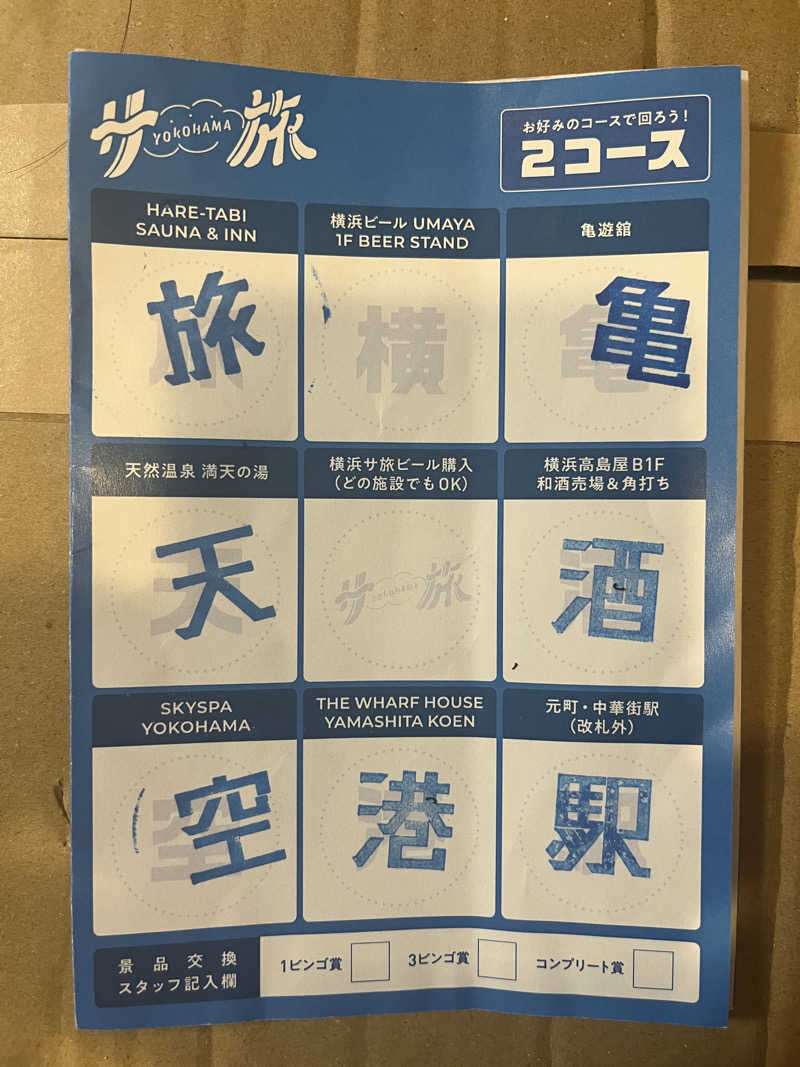 サ YOKOHAMA 旅
お好みのコースで回ろう！
2コース
HARE-TABI
SAUNA & INN
旅
横浜ビール UMAYA
1F BEER STAND
横
亀遊舘
亀
天然温泉 満天の湯
天
横浜サ旅ビール購入
（どの施設でもOK）
サ YOKOHAMA 旅
横浜高島屋B1F
和酒売場&角打ち
酒
SKYSPA
YOKOHAMA
空
THE WHARF HOUSE
YAMASHITA KOEN
港
元町・中華街駅
（改札外）
駅
景品交換
スタッフ記入欄
1ビンゴ賞
3ビンゴ賞
コンプリート賞